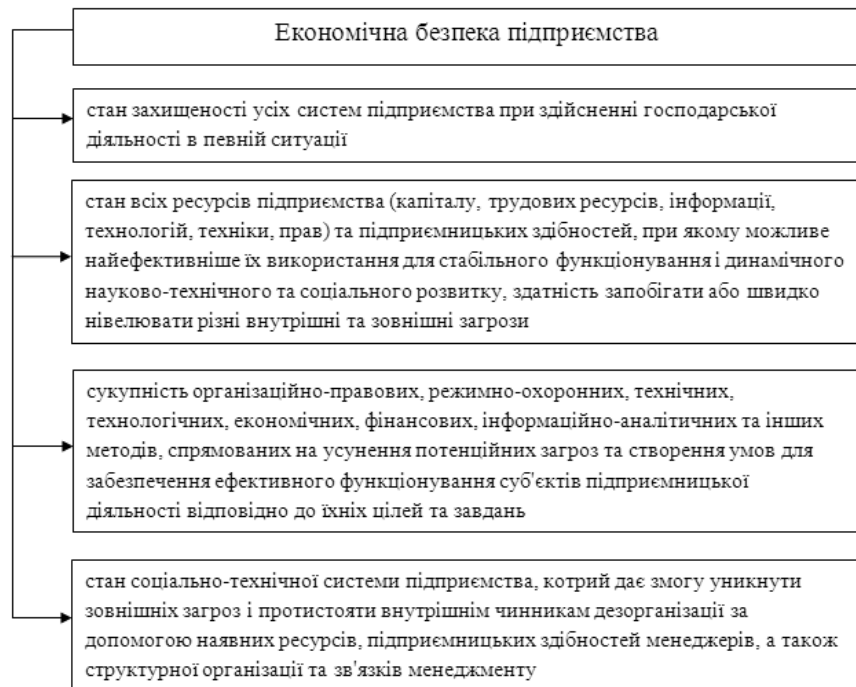 Економічна безпека підприємства
стан захищеності усіх систем підприємства при здійсненні господарської
діяльності в певній ситуації
стан всіх ресурсів підприємства (капіталу, трудових ресурсів, інформації,
технологій, техніки, прав) та підприємницьких здібностей, при якому можливе
найефективніше їх використання для стабільного функціонування і динамічного
науково-технічного та соціального розвитку, здатність запобігати або швидко
нівелювати різні внутрішні та зовнішні загрози
сукупність організаційно-правових, режимно-охоронних, технічних,
технологічних, економічних, фінансових, інформаційно-аналітичних та інших
методів, спрямованих на усунення потенційних загроз та створення умов для
забезпечення ефективного функціонування суб'єктів підприємницької
діяльності відповідно до їхніх цілей та завдань
стан соціально-технічної системи підприємства, котрий дає змогу уникнути
зовнішніх загроз і протистояти внутрішнім чинникам дезорганізації за
допомогою наявних ресурсів, підприємницьких здібностей менеджерів, а також
структурної організації та зв'язків менеджменту